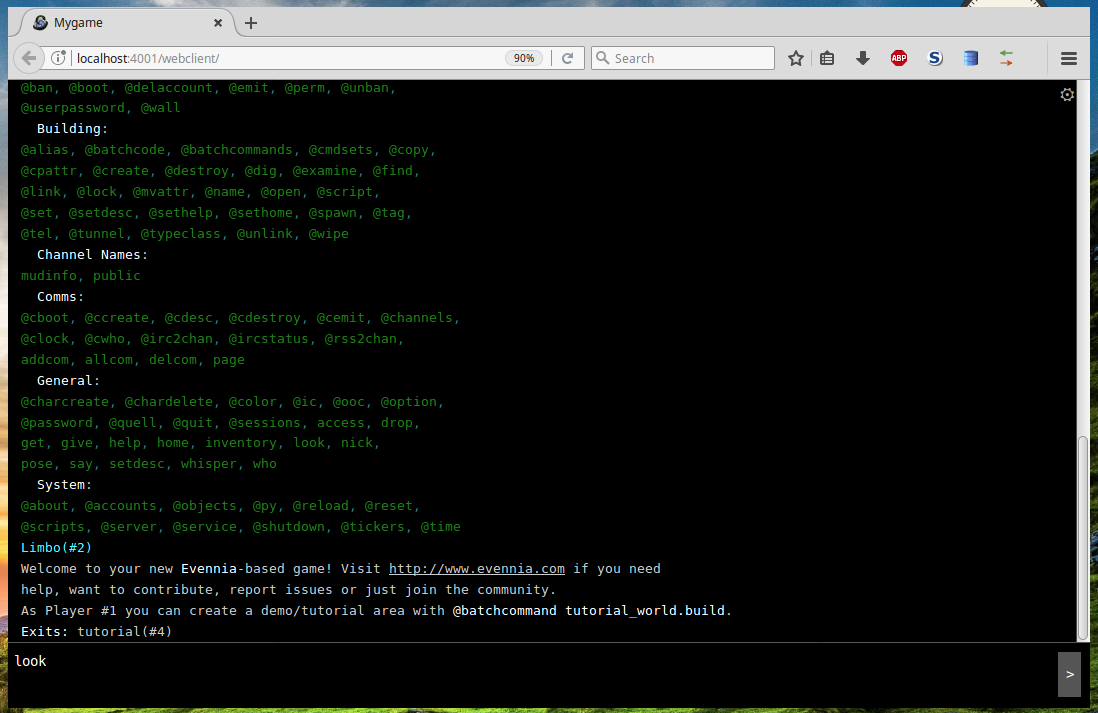 Mygame
localhost:4001/webclient/
90%
Search
ABP
S
@ban, @boot, @delaccount, @emit, @perm, @unban,
@userpassword, @wall
Building:
@alias, @batchcode, @batchcommands, @cmdsets, @copy,
@cpattr, @create, @destroy, @dig, @examine, @find,
@link, @lock, @mvattr, @name, @open, @script,
@set, @setdesc, @sethelp, @sethome, @spawn, @tag,
@tel, @tunnel, @typeclass, @unlink, @wipe
Channel Names:
mudinfo, public
Comms:
@cboot, @ccreate, @cdesc, @cdestroy, @cemit, @channels,
@clock, @cwho, @irc2chan, @ircstatus, @rss2chan,
addcom, allcom, delcom, page
General:
@charcreate, @chardelete, @color, @ic, @ooc, @option,
@password, @quell, @quit, @sessions, access, drop,
get, give, help, home, inventory, look, nick,
pose, say, setdesc, whisper, who
System:
@about, @accounts, @objects, @py, @reload, @reset,
@scripts, @server, @service, @shutdown, @tickers, @time
Limbo(#2)
Welcome to your new Evennia-based game! Visit http://www.evennia.com if you need
help, want to contribute, report issues or just join the community.
As Player #1 you can create a demo/tutorial area with @batchcommand tutorial_world.build.
Exits: tutorial(#4)
look
>